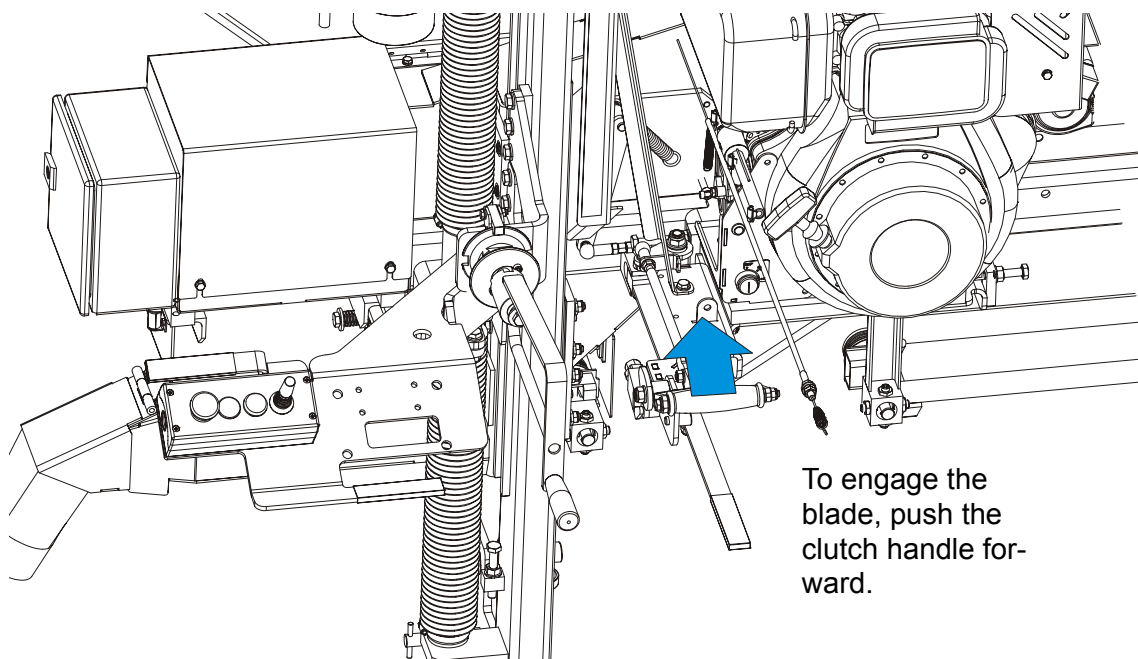 To engage the
blade, push the
clutch handle for-
ward.